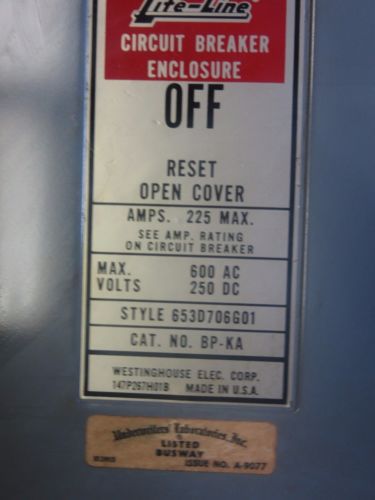 Lite-Line
CIRCUIT BREAKER
ENCLOSURE
OFF
RESET
OPEN COVER
AMPS. 225 MAX.
SEE AMP. RATING
ON CIRCUIT BREAKER
MAX. 600 AC
VOLTS 250 DC
STYLE 653D706G01
CAT. NO. BP-KA
WESTINGHOUSE ELEC. CORP.
147P267H01B MADE IN U.S.A.
Underwriters' Laboratories, Inc.
LISTED
BUSWAY
ISSUE NO. A-9077